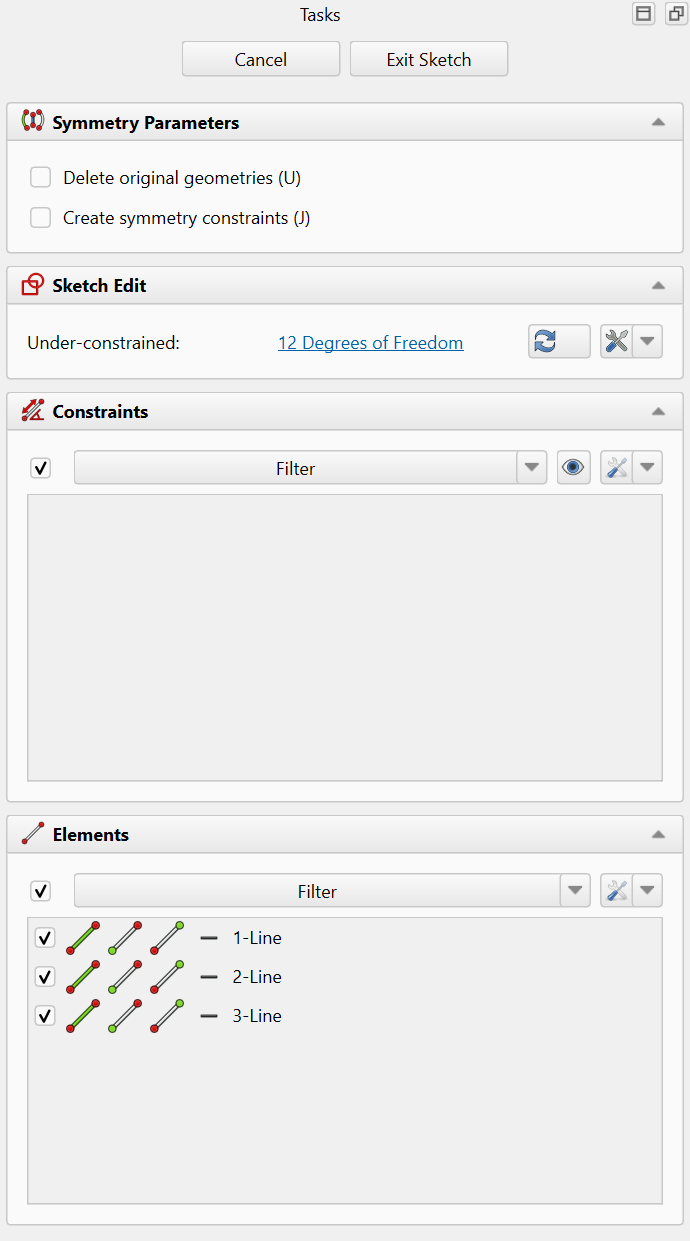 Tasks
Cancel Exit Sketch
Symmetry Parameters
Delete original geometries (U)
Create symmetry constraints (J)
Sketch Edit
Under-constrained: 12 Degrees of Freedom
Constraints
Filter
Elements
Filter
1-Line
2-Line
3-Line